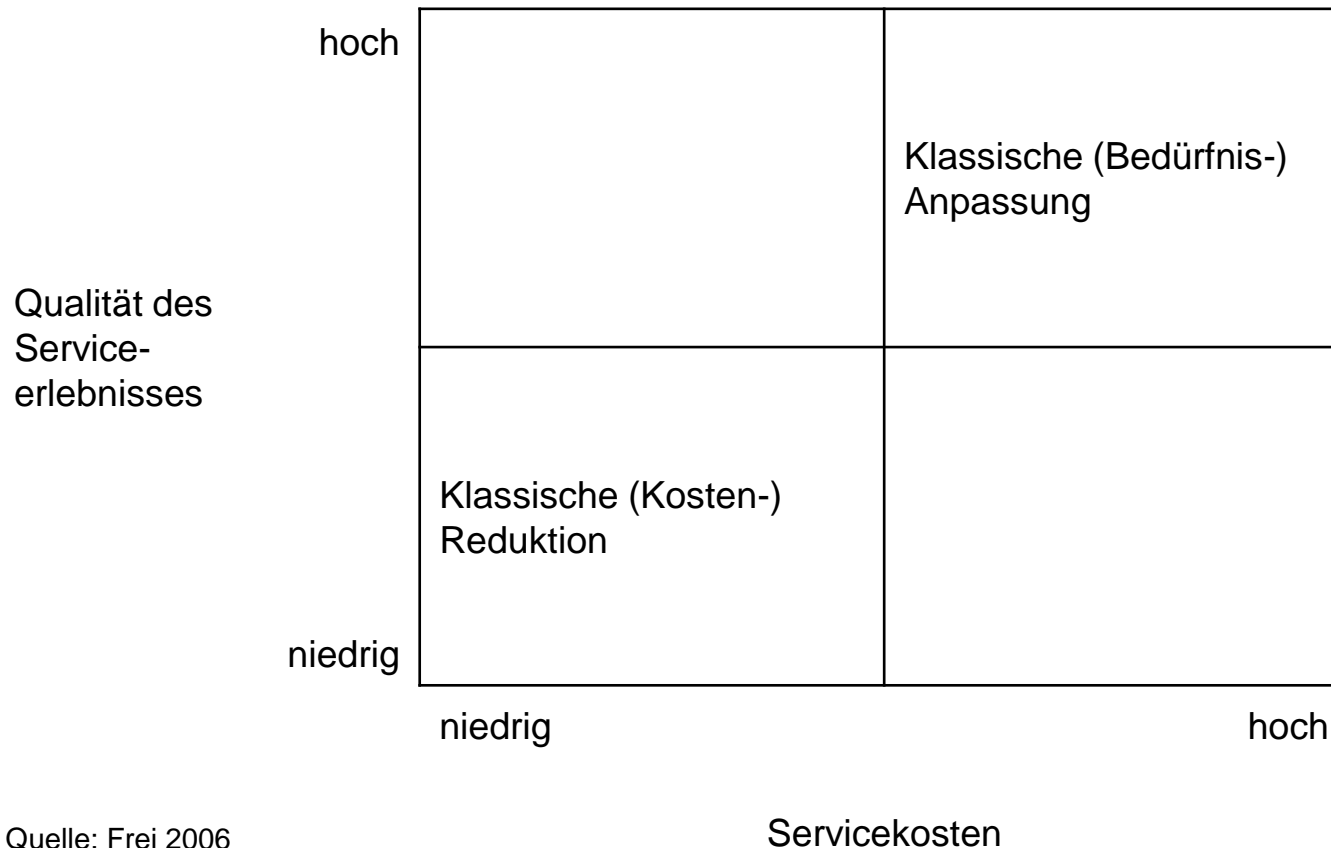 hoch
Klassische (Bedürfnis-)
Anpassung
Qualität des
Service-
erlebnisses
Klassische (Kosten-)
Reduktion
niedrig
niedrig
hoch
Servicekosten
Quelle: Frei 2006